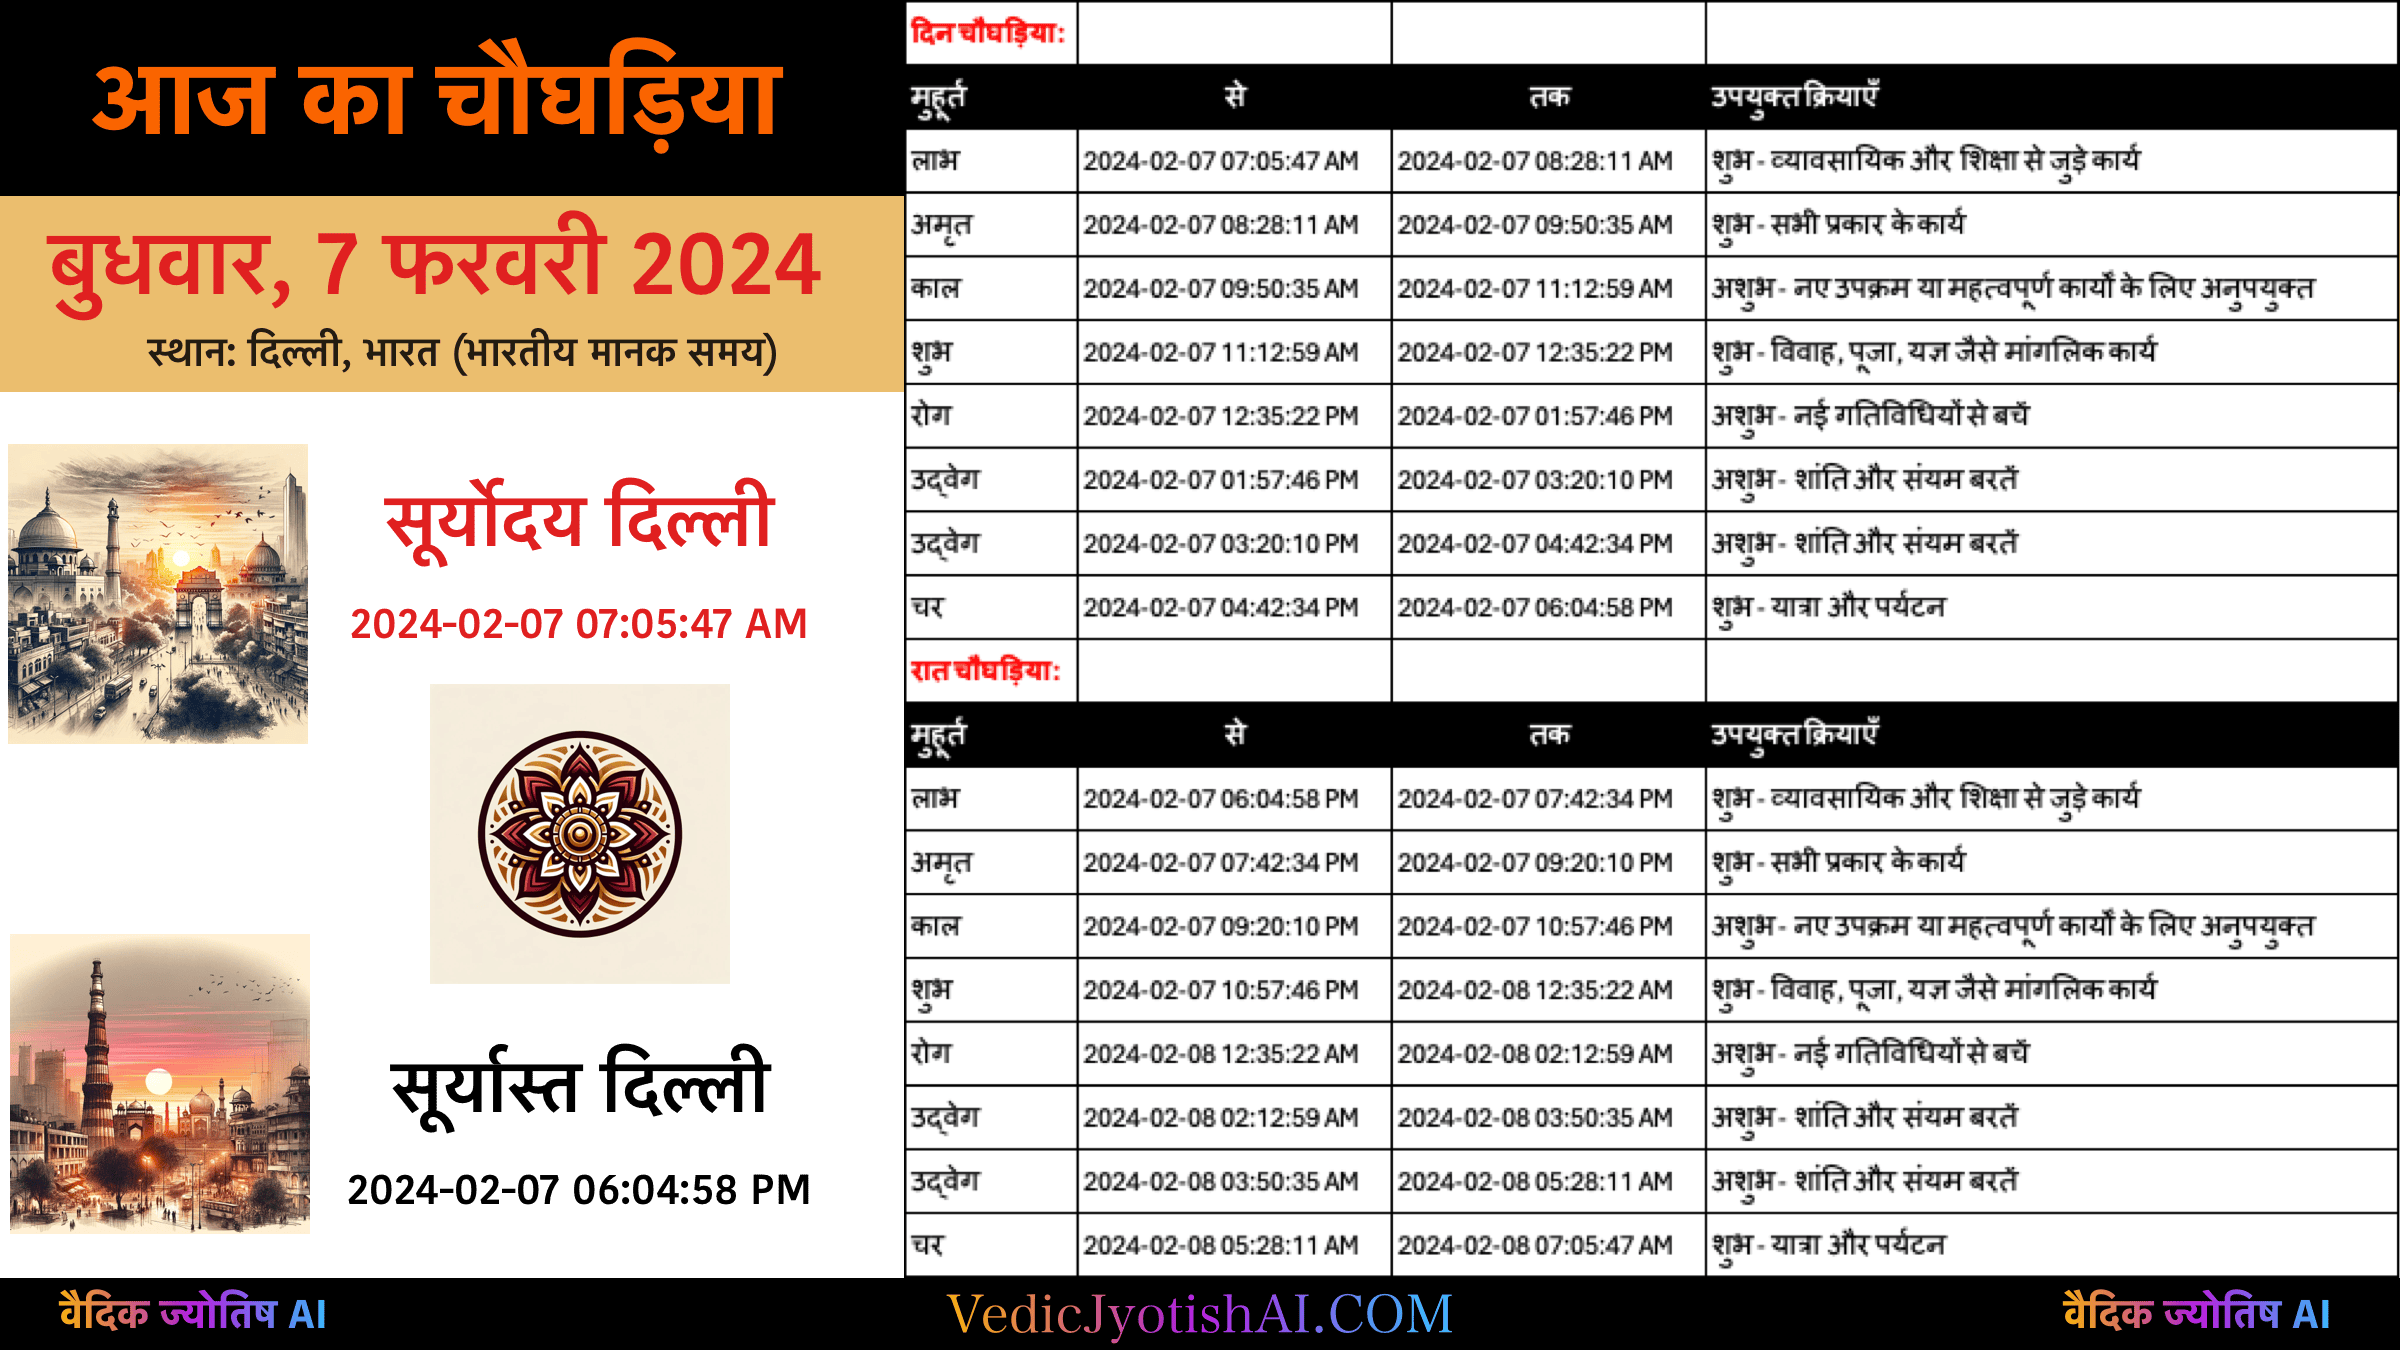 आज का चौघड़िया
बुधवार, 7 फरवरी 2024
स्थान: दिल्ली, भारत (भारतीय मानक समय)
सूर्योदय दिल्ली
2024-02-07 07:05:47 AM
सूर्यास्त दिल्ली
2024-02-07 06:04:58 PM
दिन चौघड़िया:
मुहूर्त से तक उपयुक्त क्रियाएँ
लाभ 2024-02-07 07:05:47 AM 2024-02-07 08:28:11 AM शुभ - व्यावसायिक और शिक्षा से जुड़े कार्य
अमृत 2024-02-07 08:28:11 AM 2024-02-07 09:50:35 AM शुभ - सभी प्रकार के कार्य
काल 2024-02-07 09:50:35 AM 2024-02-07 11:12:59 AM अशुभ - नए उपक्रम या महत्वपूर्ण कार्यों के लिए अनुपयुक्त
शुभ 2024-02-07 11:12:59 AM 2024-02-07 12:35:22 PM शुभ - विवाह, पूजा, यज्ञ जैसे मांगलिक कार्य
रोग 2024-02-07 12:35:22 PM 2024-02-07 01:57:46 PM अशुभ - नई गतिविधियों से बचें
उद्वेग 2024-02-07 01:57:46 PM 2024-02-07 03:20:10 PM अशुभ - शांति और संयम बरतें
उद्वेग 2024-02-07 03:20:10 PM 2024-02-07 04:42:34 PM अशुभ - शांति और संयम बरतें
चर 2024-02-07 04:42:34 PM 2024-02-07 06:04:58 PM शुभ - यात्रा और पर्यटन
रात चौघड़िया:
मुहूर्त से तक उपयुक्त क्रियाएँ
लाभ 2024-02-07 06:04:58 PM 2024-02-07 07:42:34 PM शुभ - व्यावसायिक और शिक्षा से जुड़े कार्य
अमृत 2024-02-07 07:42:34 PM 2024-02-07 09:20:10 PM शुभ - सभी प्रकार के कार्य
काल 2024-02-07 09:20:10 PM 2024-02-07 10:57:46 PM अशुभ - नए उपक्रम या महत्वपूर्ण कार्यों के लिए अनुपयुक्त
शुभ 2024-02-07 10:57:46 PM 2024-02-08 12:35:22 AM शुभ - विवाह, पूजा, यज्ञ जैसे मांगलिक कार्य
रोग 2024-02-08 12:35:22 AM 2024-02-08 02:12:59 AM अशुभ - नई गतिविधियों से बचें
उद्वेग 2024-02-08 02:12:59 AM 2024-02-08 03:50:35 AM अशुभ - शांति और संयम बरतें
उद्वेग 2024-02-08 03:50:35 AM 2024-02-08 05:28:11 AM अशुभ - शांति और संयम बरतें
चर 2024-02-08 05:28:11 AM 2024-02-08 07:05:47 AM शुभ - यात्रा और पर्यटन
वैदिक ज्योतिष AI VedicJyotishAI.COM वैदिक ज्योतिष AI